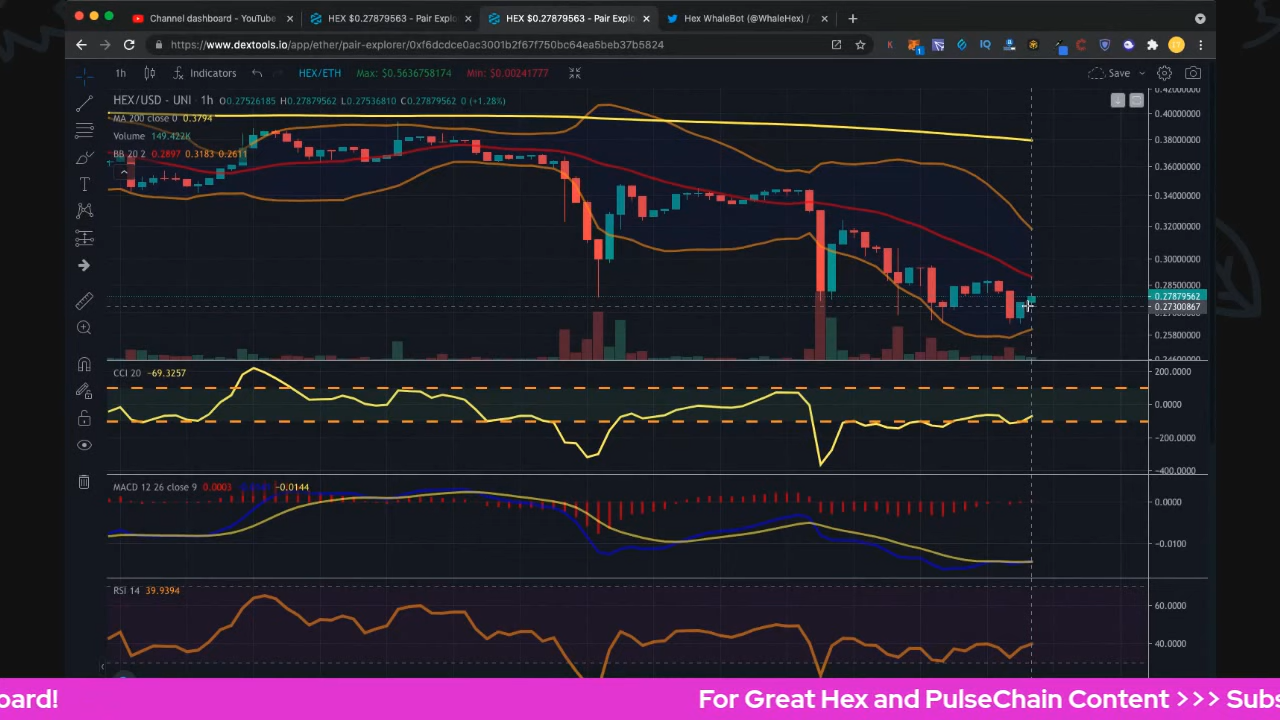 Channel dashboard - YouTube
HEX $0.27879563 - Pair Explo
HEX $0.27879563 - Pair Explo
Hex WhaleBot (@WhaleHex) /
https://www.dextools.io/app/ether/pair-explorer/0xf6dcdce0ac3001b2f67f750bc64ea5beb37b5824
1h
Indicators
HEX/ETH
Max: $0.5636758174
Min: $0.00241777
Save
HEX/USD - UNI · 1h O0.27526185 H0.27879562 L0.27536810 C0.27879562 0 (+1.28%)
MA 200 close 0 0.3794
Volume 149.422K
BB 20 2 0.2897 0.3183 0.2611
0.42000000
0.40000000
0.38000000
0.36000000
0.34000000
0.32000000
0.30000000
0.28500000
0.27879562
0.27300867
0.25800000
CCI 20 -69.3257
200.0000
0.0000
-200.0000
-400.0000
MACD 12 26 close 9 0.0003 -0.0144
0.0000
-0.0100
RSI 14 39.9394
60.0000
40.0000
oard!
For Great Hex and PulseChain Content >>> Subs